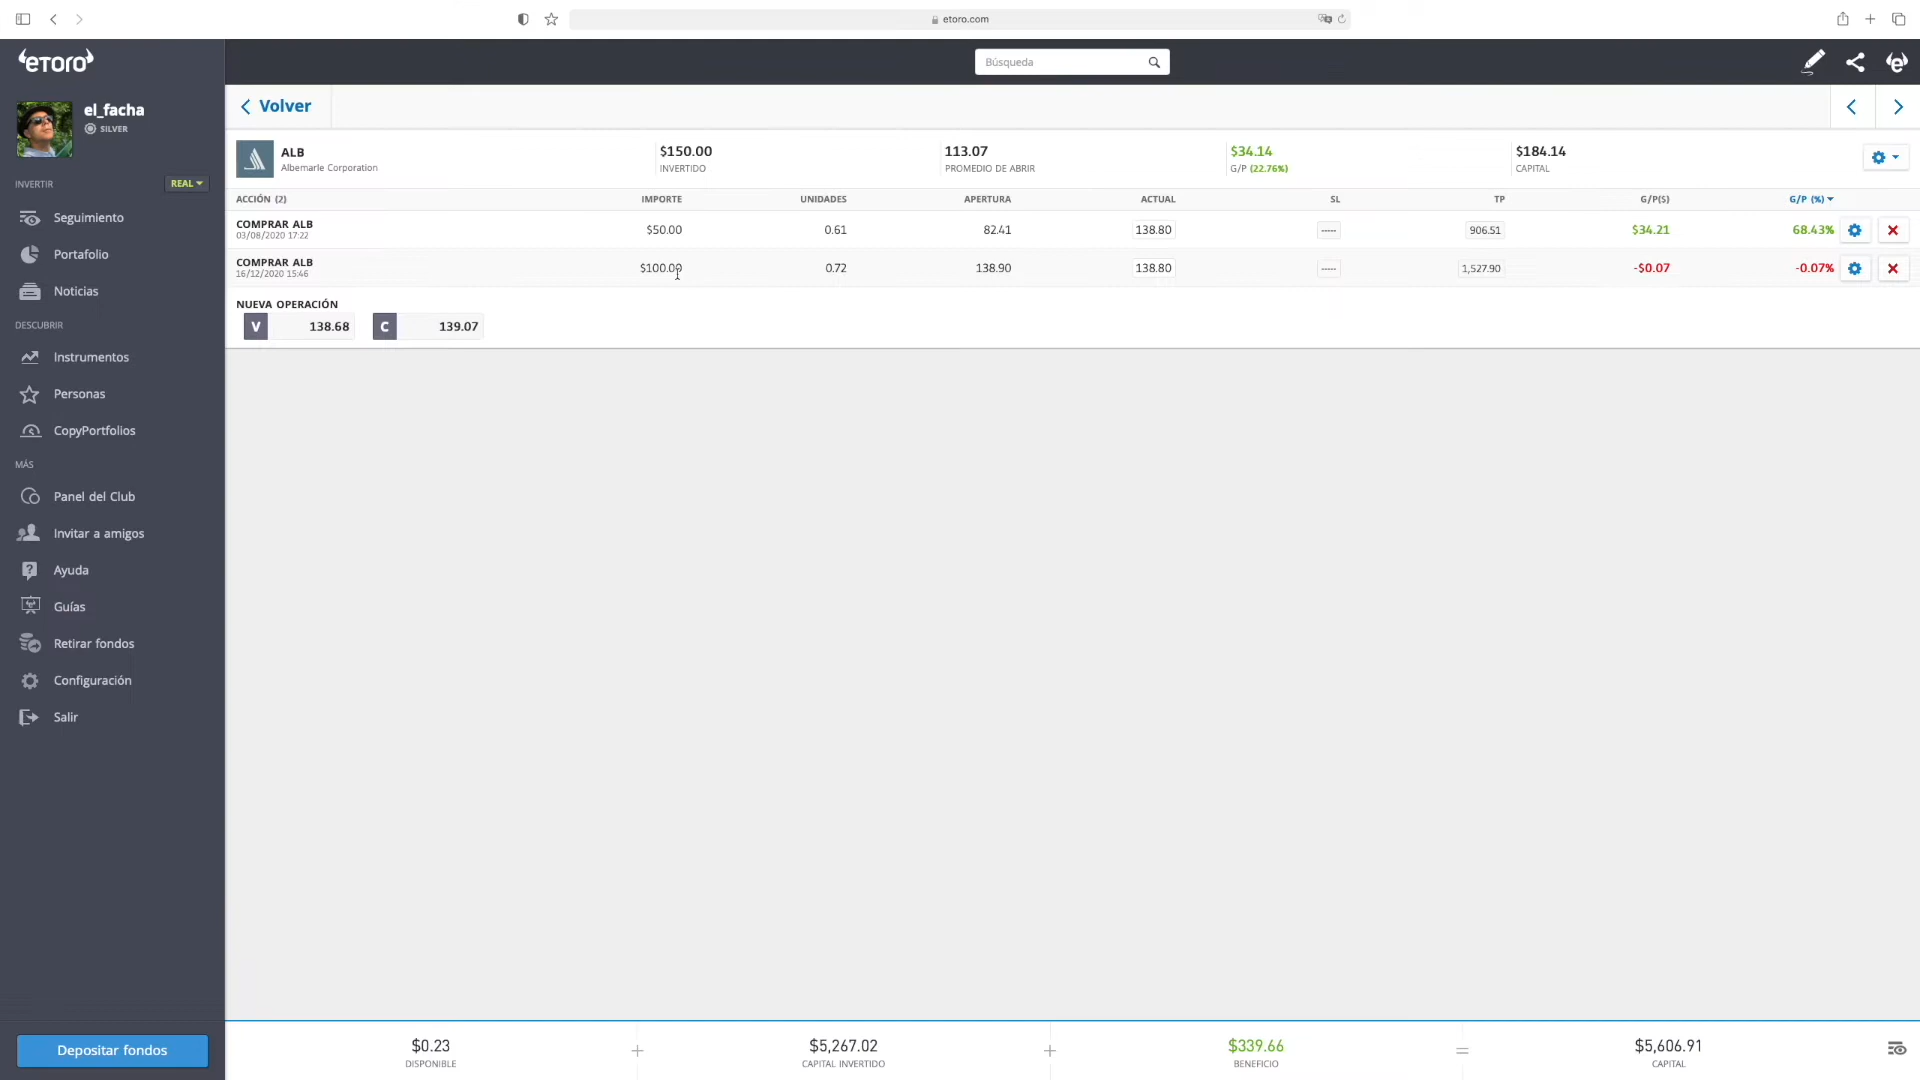 etoro.com
eToro
Búsqueda
el_facha
SILVER
Volver
ALB
Albemarle Corporation
$150.00
INVERTIDO
113.07
PROMEDIO DE ABRIR
$34.14
G/P (22.76%)
$184.14
CAPITAL
INVERTIR
REAL
ACCIÓN (2) IMPORTE UNIDADES APERTURA ACTUAL SL TP G/P($) G/P (%)
COMPRAR ALB $50.00 0.61 82.41 138.80 ----- 906.51 $34.21 68.43%
03/08/2020 17:22
COMPRAR ALB $100.00 0.72 138.90 138.80 ----- 1,527.90 -$0.07 -0.07%
16/12/2020 15:46
NUEVA OPERACIÓN
V 138.68 C 139.07
Seguimiento
Portafolio
Noticias
DESCUBRIR
Instrumentos
Personas
CopyPortfolios
MÁS
Panel del Club
Invitar a amigos
Ayuda
Guías
Retirar fondos
Configuración
Salir
Depositar fondos
$0.23 + $5,267.02 + $339.66 = $5,606.91
DISPONIBLE CAPITAL INVERTIDO BENEFICIO CAPITAL